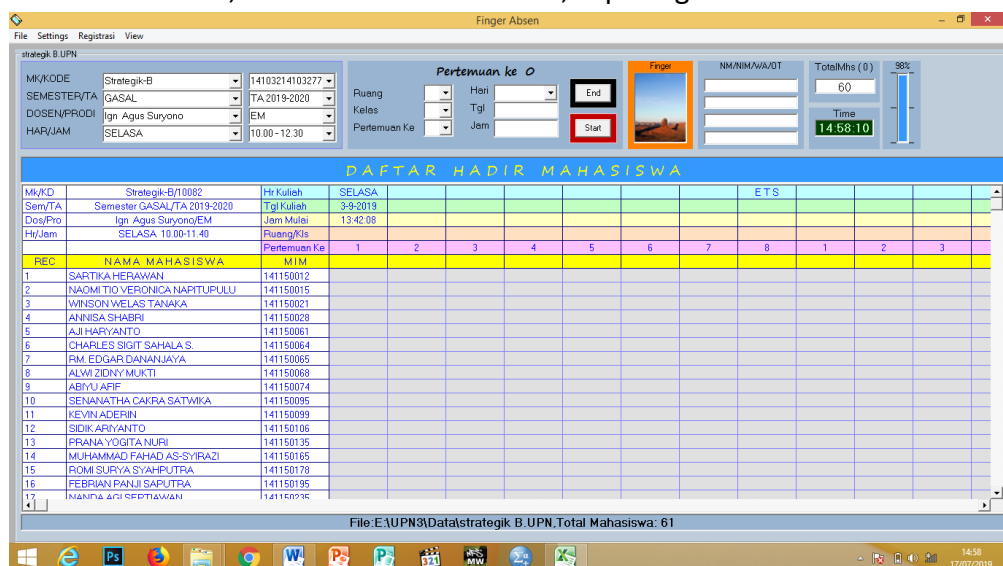 Finger Absen
File Settings Registrasi View
strategik B.UPN
MK/KODE Strategik-B 14103214103277
SEMESTER/TA GASAL TA 2019-2020
DOSEN/PRODI Ign Agus Suryono EM
HAR/JAM SELASA 10.00 - 12.30
Pertemuan ke 0
Ruang Hari End
Kelas Tgl
Pertemuan Ke Jam Start
Finger
NM/NIM/WA/OT
TotalMhs ( 0 ) 98%
60
Time
14:58:10
DAFTAR HADIR MAHASISWA
Mk/KD Strategik-B/10082 Hr Kuliah SELASA E T S
Sem/TA Semester GASAL/TA 2019-2020 Tgl Kuliah 3-9-2019
Dos/Pro Ign Agus Suryono/EM Jam Mulai 13:42:08
Hr/Jam SELASA 10.00-11.40 Ruang/Kls
Pertemuan Ke 1 2 3 4 5 6 7 8 1 2 3
REC NAMA MAHASISWA MIM
1 SARTIKA HERAWAN 141150012
2 NAOMI TIO VERONICA NAPITUPULU 141150015
3 WINSON WELAS TANAKA 141150021
4 ANNISA SHABRI 141150028
5 AJI HARYANTO 141150061
6 CHARLES SIGIT SAHALA S. 141150064
7 RM. EDGAR DANANJAYA 141150065
8 ALWI ZIDNY MUKTI 141150068
9 ABIYU AFIF 141150074
10 SENANATHA CAKRA SATWIKA 141150095
11 KEVIN ADERIN 141150099
12 SIDIK ARIYANTO 141150106
13 PRANA YOGITA NURI 141150135
14 MUHAMMAD FAHAD AS-SYIRAZI 141150165
15 ROMI SURYA SYAHPUTRA 141150178
16 FEBRIAN PANJI SAPUTRA 141150195
17 NANDA AGI SEPTIAWAN 141150235
File:E:\UPN3\Data\strategik B.UPN,Total Mahasiswa: 61
14:58
17/07/2019